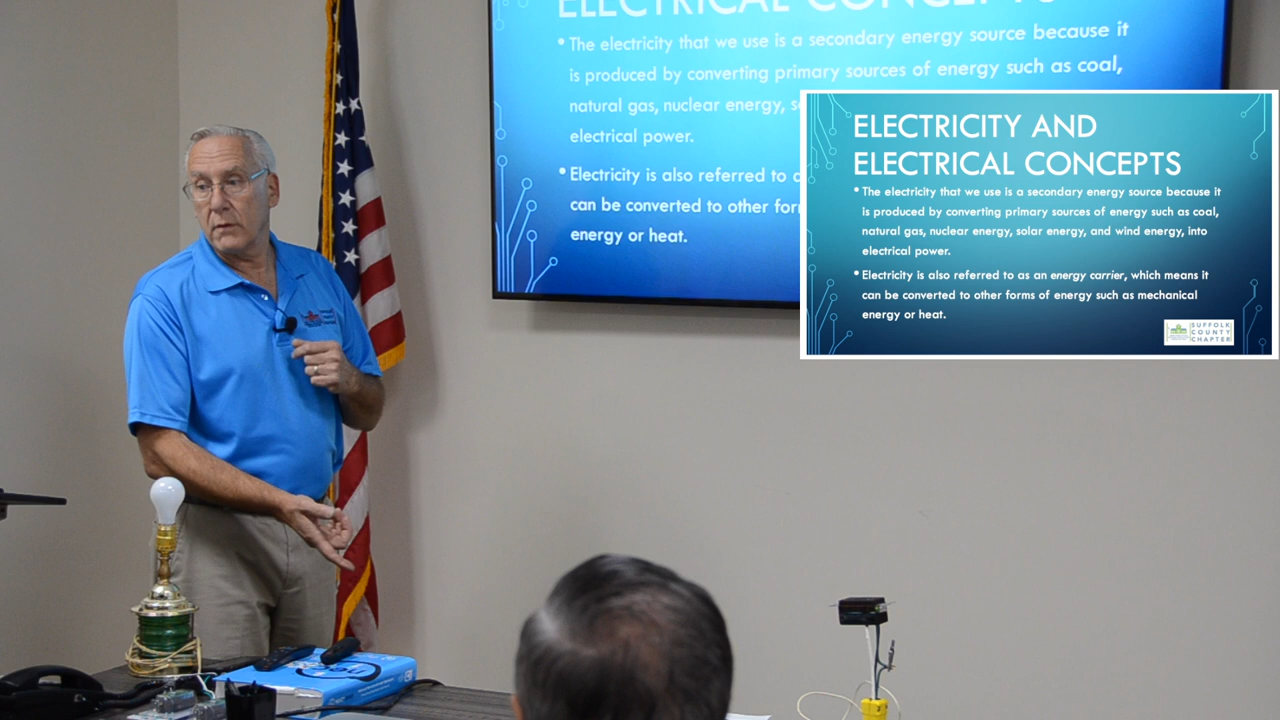 ELECTRICAL CONCEPTS
• The electricity that we use is a secondary energy source because it
is produced by converting primary sources of energy such as coal,
natural gas, nuclear energy, s
electrical power.
• Electricity is also referred to
can be converted to other for
energy or heat.
ELECTRICITY AND
ELECTRICAL CONCEPTS
• The electricity that we use is a secondary energy source because it
is produced by converting primary sources of energy such as coal,
natural gas, nuclear energy, solar energy, and wind energy, into
electrical power.
• Electricity is also referred to as an energy carrier, which means it
can be converted to other forms of energy such as mechanical
energy or heat.
SUFFOLK
COUNTY
CHAPTER